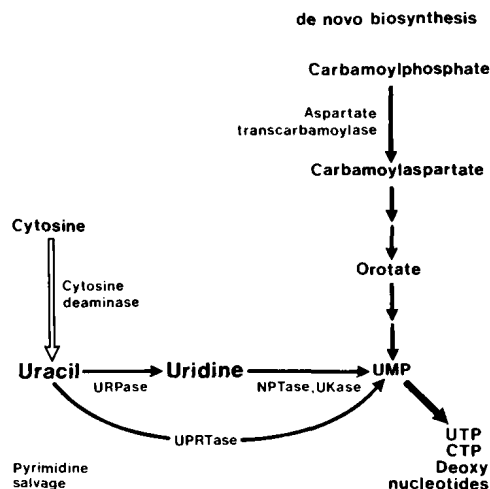 de novo biosynthesis
Carbamoylphosphate
Aspartate
transcarbamoylase
Carbamoylaspartate
Cytosine
Orotate
Cytosine
deaminase
Uracil
Uridine
UMP
URPase
NPTase,UKase
UPRTase
UTP
CTP
Deoxy
nucleotides
Pyrimidine
salvage